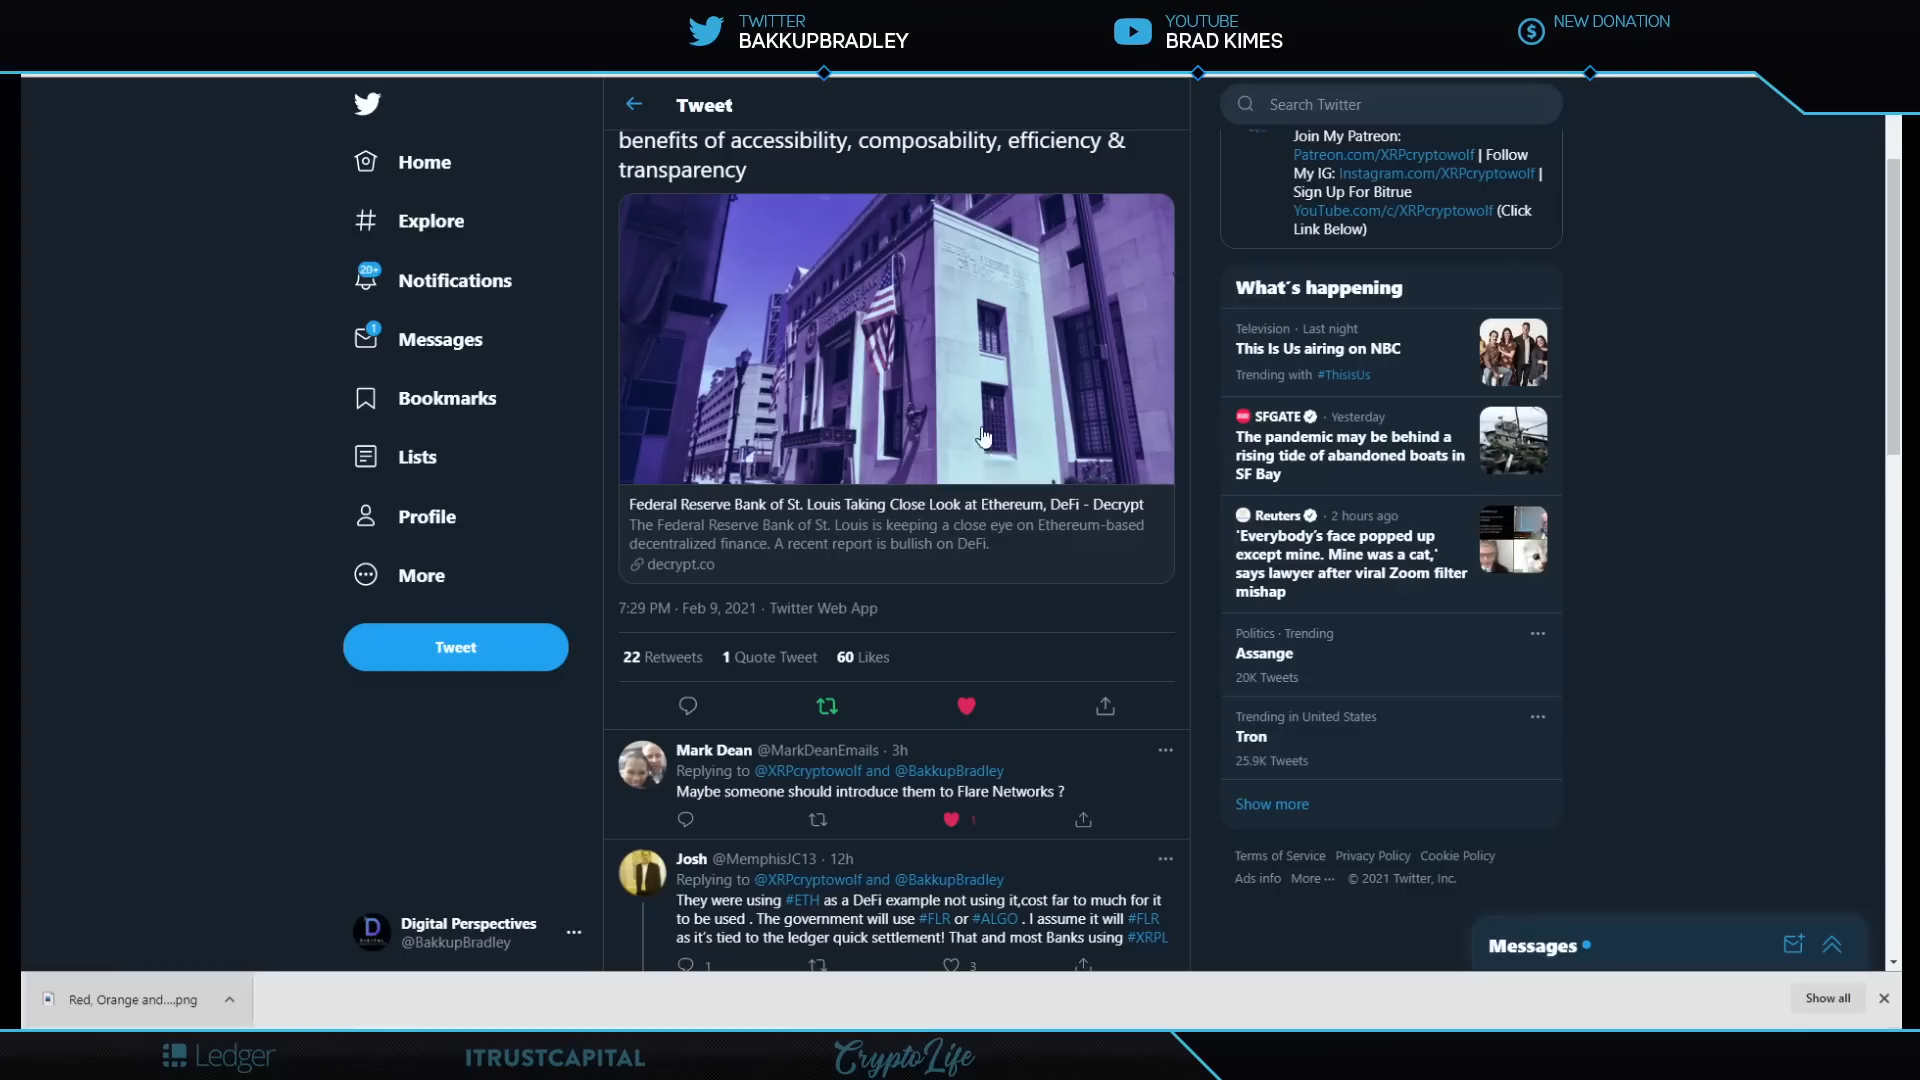 TWITTER
BAKKUPBRADLEY
YOUTUBE
BRAD KIMES
NEW DONATION
Home
Explore
20+
Notifications
1
Messages
Bookmarks
Lists
Profile
More
Tweet
Digital Perspectives
@BakkupBradley
Tweet
benefits of accessibility, composability, efficiency &
transparency
Federal Reserve Bank of St. Louis Taking Close Look at Ethereum, DeFi - Decrypt
The Federal Reserve Bank of St. Louis is keeping a close eye on Ethereum-based
decentralized finance. A recent report is bullish on DeFi.
decrypt.co
7:29 PM · Feb 9, 2021 · Twitter Web App
22 Retweets 1 Quote Tweet 60 Likes
Mark Dean @MarkDeanEmails · 3h
Replying to @XRPcryptowolf and @BakkupBradley
Maybe someone should introduce them to Flare Networks ?
1
Josh @MemphisJC13 · 12h
Replying to @XRPcryptowolf and @BakkupBradley
They were using #ETH as a DeFi example not using it,cost far to much for it
to be used . The government will use #FLR or #ALGO . I assume it will #FLR
as it's tied to the ledger quick settlement! That and most Banks using #XRPL
1 3
Search Twitter
Join My Patreon:
Patreon.com/XRPcryptowolf | Follow
My IG: Instagram.com/XRPcryptowolf |
Sign Up For Bitrue
YouTube.com/c/XRPcryptowolf (Click
Link Below)
What's happening
Television · Last night
This Is Us airing on NBC
Trending with #ThisIsUs
SFGATE · Yesterday
The pandemic may be behind a
rising tide of abandoned boats in
SF Bay
Reuters · 2 hours ago
'Everybody's face popped up
except mine. Mine was a cat,'
says lawyer after viral Zoom filter
mishap
Politics · Trending
Assange
20K Tweets
Trending in United States
Tron
25.9K Tweets
Show more
Terms of Service Privacy Policy Cookie Policy
Ads info More ··· © 2021 Twitter, Inc.
Messages
Red, Orange and....png
Show all
Ledger
ITRUSTCAPITAL
CryptoLife